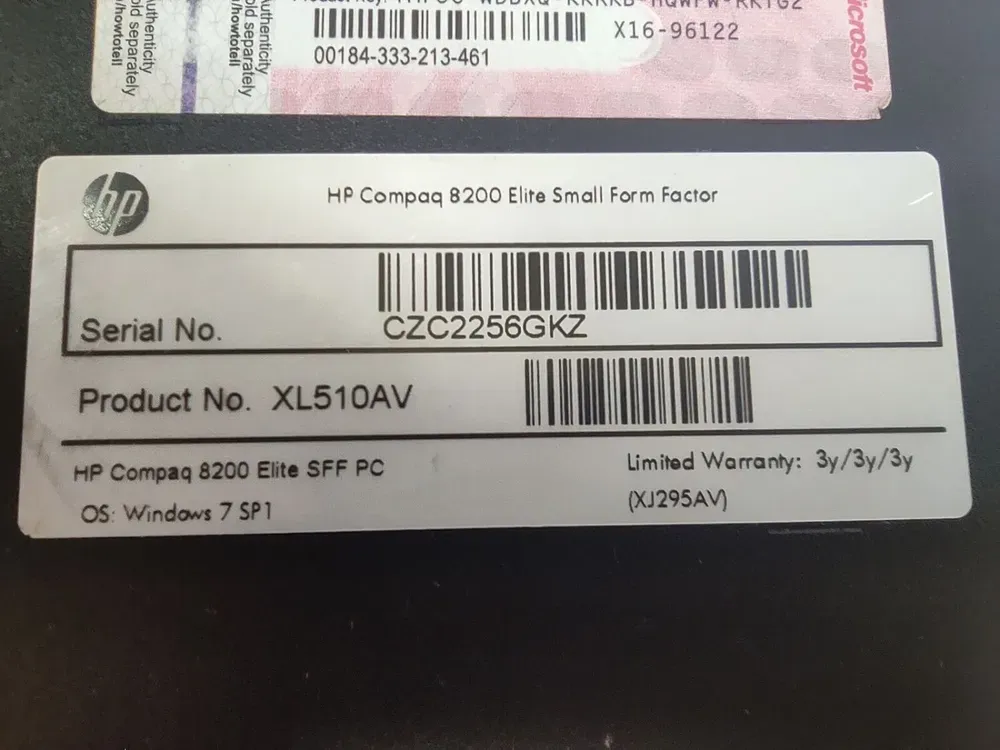 X16-96122
00184-333-213-461
uthenticity
old separately
/howtotell
uthenticity
old separately
/howtotell
icrosoft
hp
HP Compaq 8200 Elite Small Form Factor
Serial No.
CZC2256GKZ
Product No. XL510AV
HP Compaq 8200 Elite SFF PC
Limited Warranty: 3y/3y/3y
OS: Windows 7 SP1
(XJ295AV)